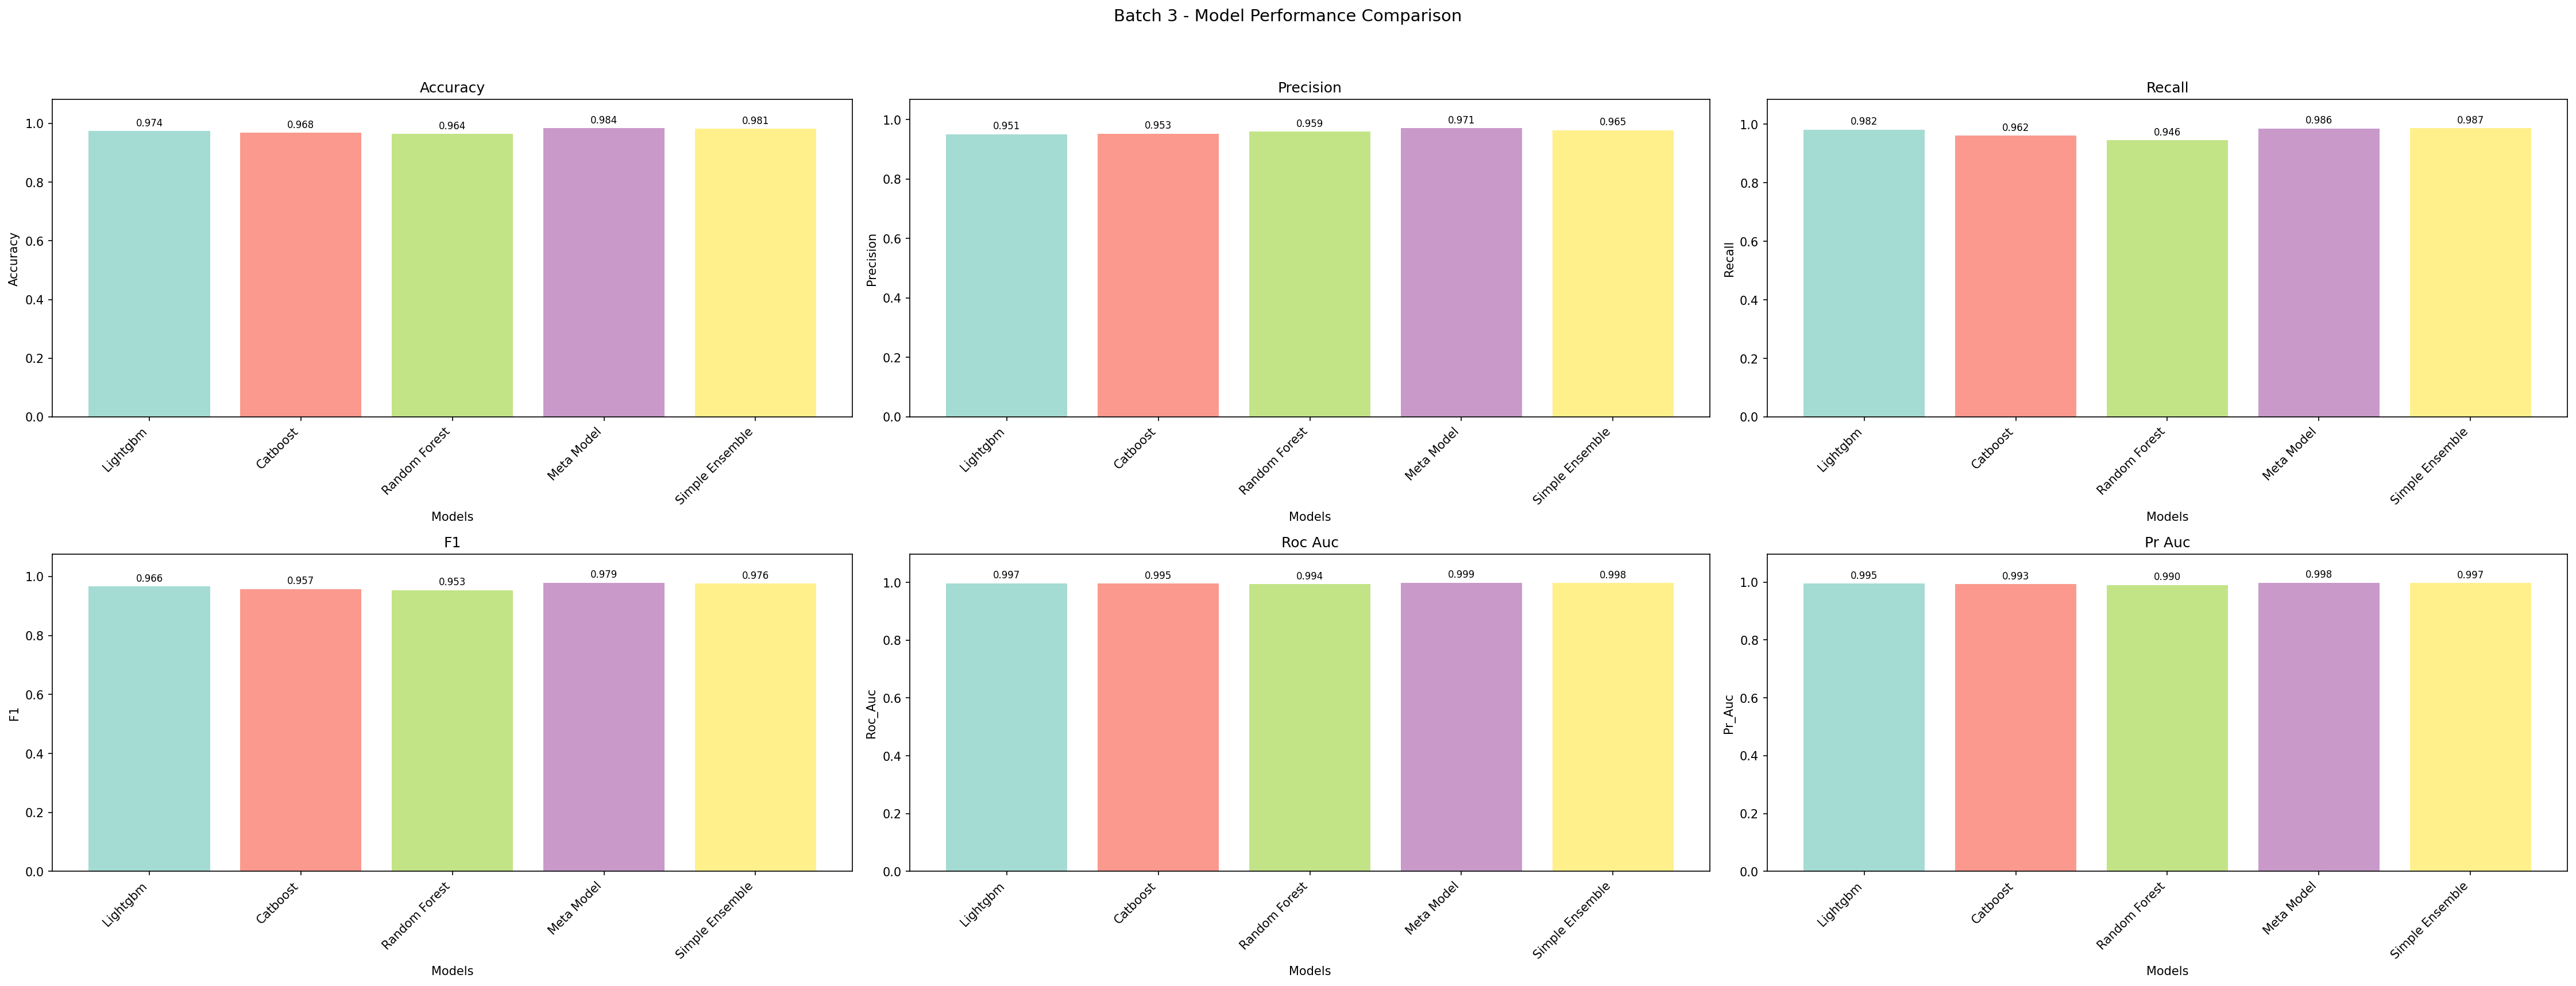 Batch 3 - Model Performance Comparison
Accuracy
Accuracy
1.0
0.8
0.6
0.4
0.2
0.0
0.974
0.968
0.964
0.984
0.981
Lightgbm
Catboost
Random Forest
Meta Model
Simple Ensemble
Models
Precision
Precision
1.0
0.8
0.6
0.4
0.2
0.0
0.951
0.953
0.959
0.971
0.965
Lightgbm
Catboost
Random Forest
Meta Model
Simple Ensemble
Models
Recall
Recall
1.0
0.8
0.6
0.4
0.2
0.0
0.982
0.962
0.946
0.986
0.987
Lightgbm
Catboost
Random Forest
Meta Model
Simple Ensemble
Models
F1
F1
1.0
0.8
0.6
0.4
0.2
0.0
0.966
0.957
0.953
0.979
0.976
Lightgbm
Catboost
Random Forest
Meta Model
Simple Ensemble
Models
Roc Auc
Roc_Auc
1.0
0.8
0.6
0.4
0.2
0.0
0.997
0.995
0.994
0.999
0.998
Lightgbm
Catboost
Random Forest
Meta Model
Simple Ensemble
Models
Pr Auc
Pr_Auc
1.0
0.8
0.6
0.4
0.2
0.0
0.995
0.993
0.990
0.998
0.997
Lightgbm
Catboost
Random Forest
Meta Model
Simple Ensemble
Models